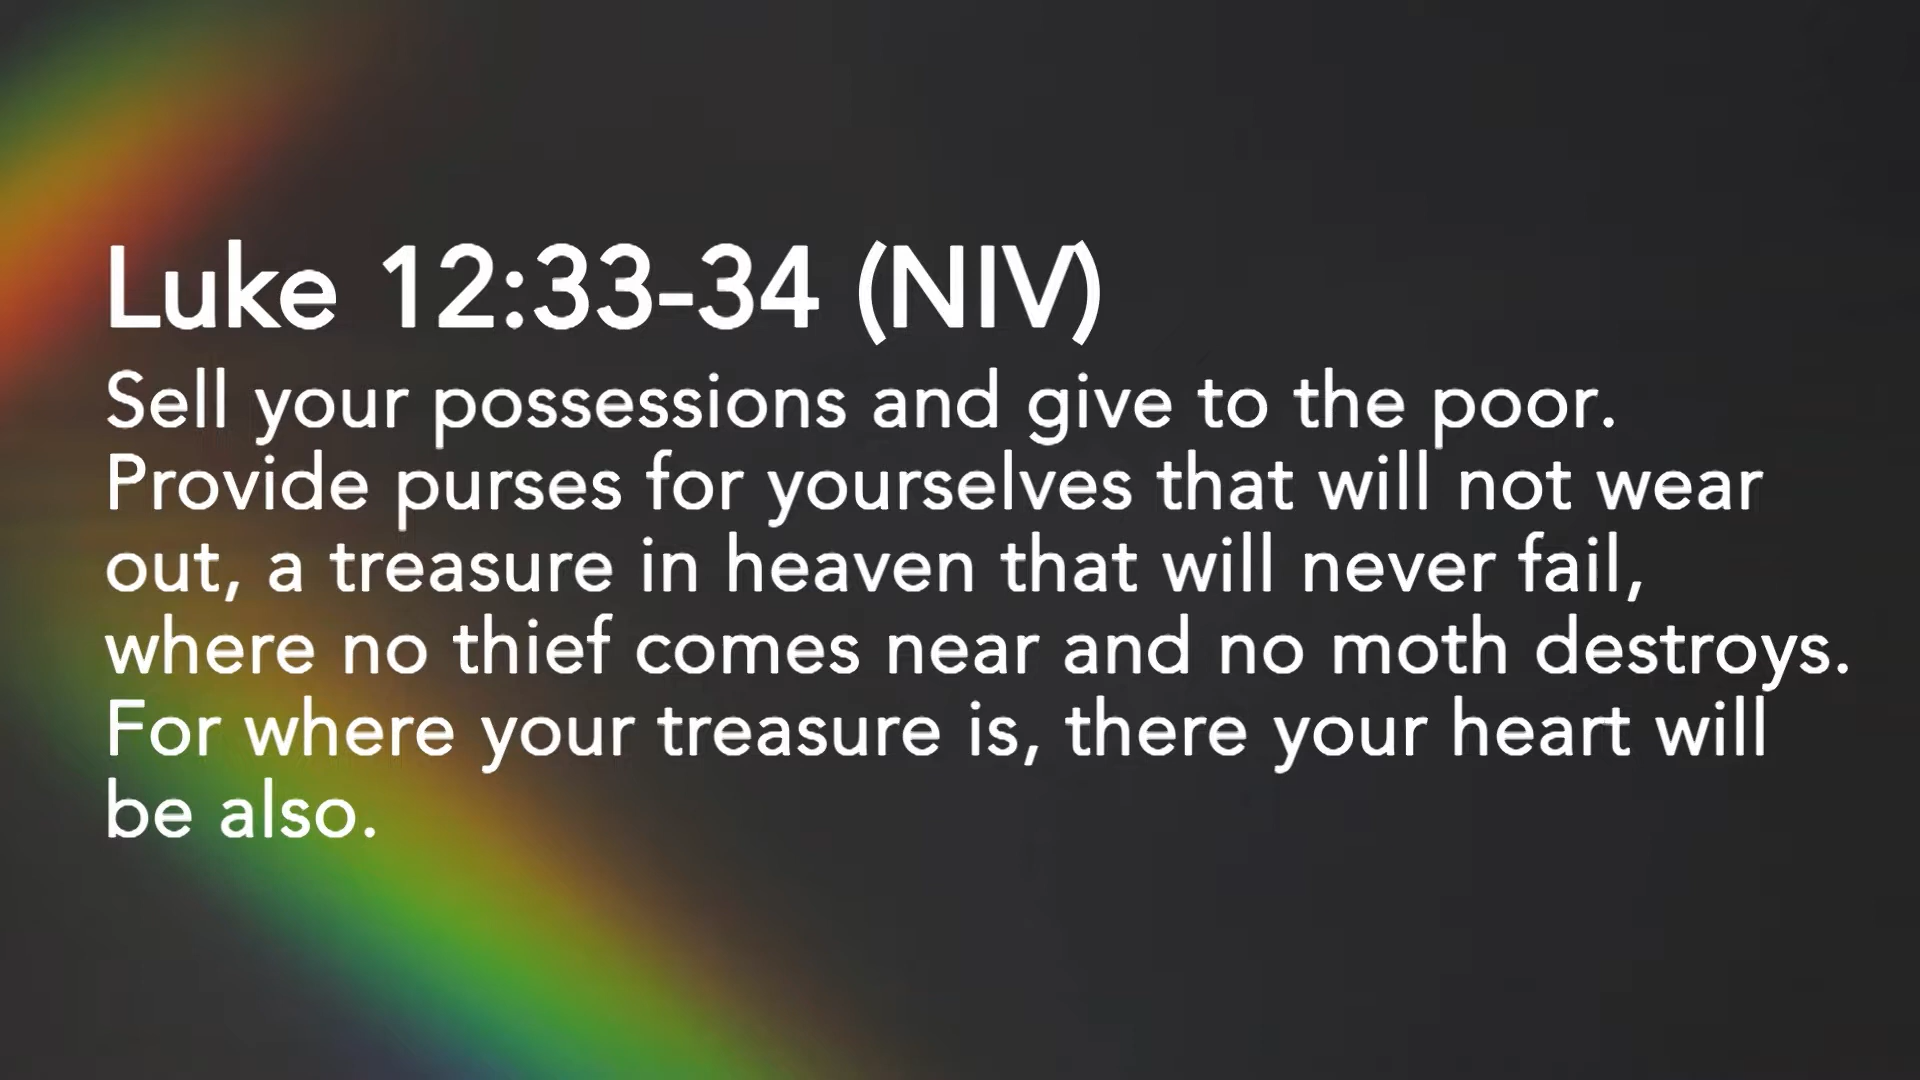 Luke 12:33-34 (NIV)
Sell your possessions and give to the poor.
Provide purses for yourselves that will not wear
out, a treasure in heaven that will never fail,
where no thief comes near and no moth destroys.
For where your treasure is, there your heart will
be also.